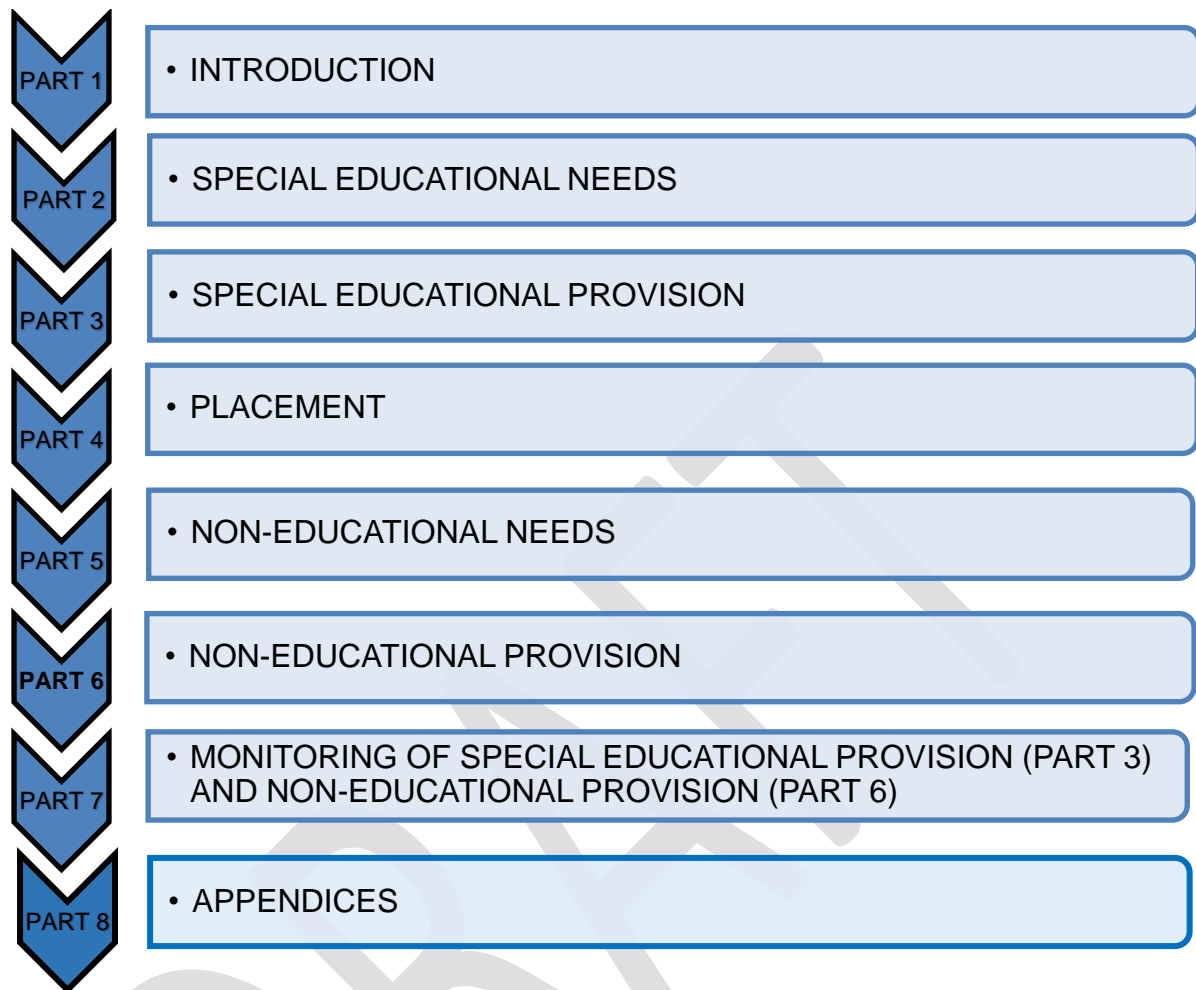 PART 1
• INTRODUCTION
PART 2
• SPECIAL EDUCATIONAL NEEDS
PART 3
• SPECIAL EDUCATIONAL PROVISION
PART 4
• PLACEMENT
PART 5
• NON-EDUCATIONAL NEEDS
PART 6
• NON-EDUCATIONAL PROVISION
PART 7
• MONITORING OF SPECIAL EDUCATIONAL PROVISION (PART 3)
AND NON-EDUCATIONAL PROVISION (PART 6)
PART 8
• APPENDICES
DRAFT